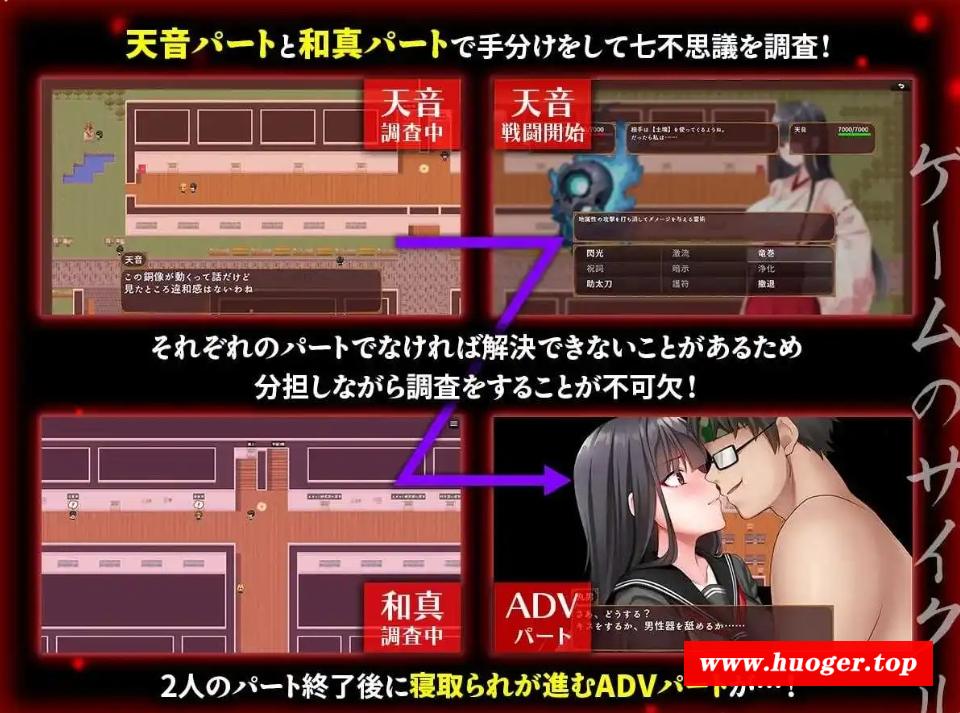 天音パートと和真パートで手分けをして七不思議を調査！
天音
調査中
天音
この銅像が動くって話だけど
見たところ違和感はないわね
天音
戦闘開始
相手は【土塊】を使ってくるようね。
だったら私は……
天音 7000/7000
地属性の攻撃を打ち消してダメージを与える霊術
閃光 激流 竜巻
祝詞 暗示 浄化
助太刀 護符 撤退
それぞれのパートでなければ解決できないことがあるため
分担しながら調査をすることが不可欠！
和真
調査中
ADV
パート
さあ、どうする？
キスをするか、男性器を舐めるか……
2人のパート終了後に寝取られが進むADVパートが…！
ゲームのサイクル
www.huoger.top